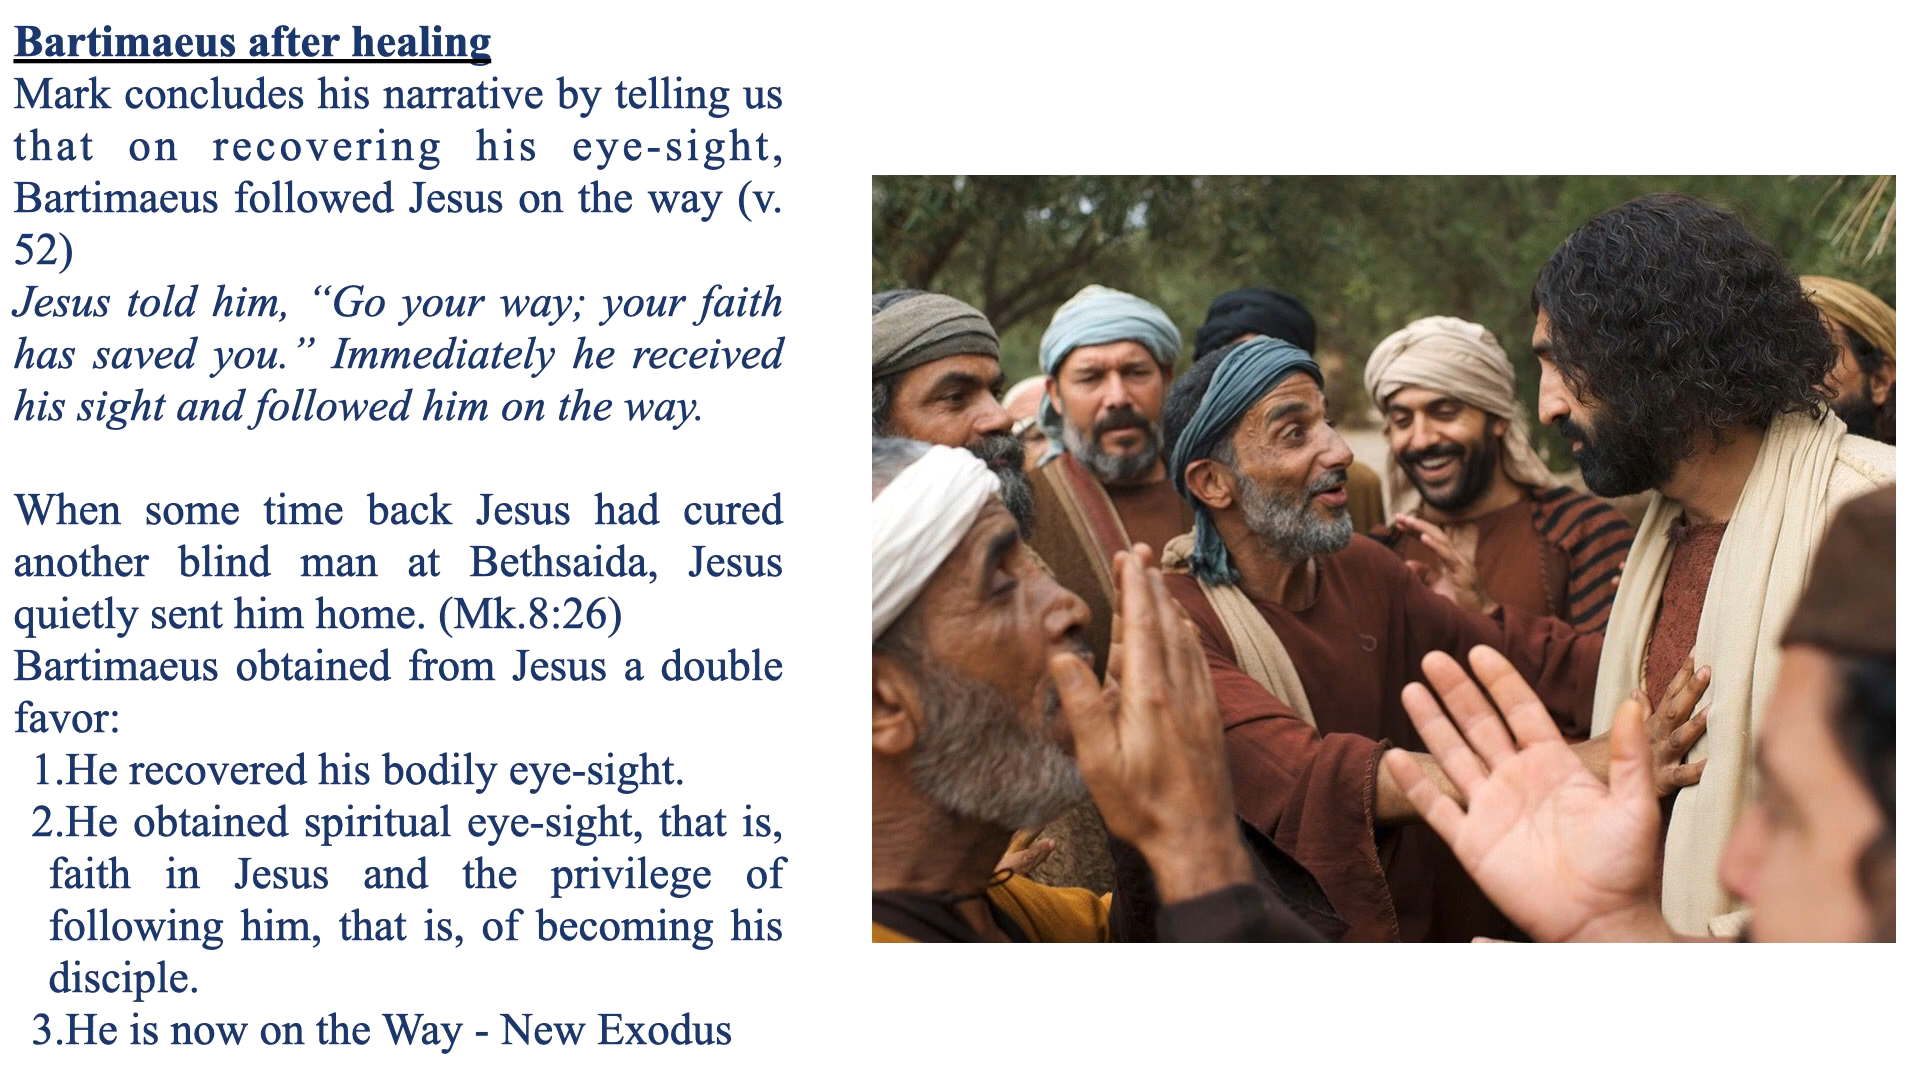 Bartimaeus after healing
Mark concludes his narrative by telling us
that on recovering his eye-sight,
Bartimaeus followed Jesus on the way (v.
52)
Jesus told him, “Go your way; your faith
has saved you.” Immediately he received
his sight and followed him on the way.
When some time back Jesus had cured
another blind man at Bethsaida, Jesus
quietly sent him home. (Mk.8:26)
Bartimaeus obtained from Jesus a double
favor:
1.He recovered his bodily eye-sight.
2.He obtained spiritual eye-sight, that is,
faith in Jesus and the privilege of
following him, that is, of becoming his
disciple.
3.He is now on the Way - New Exodus